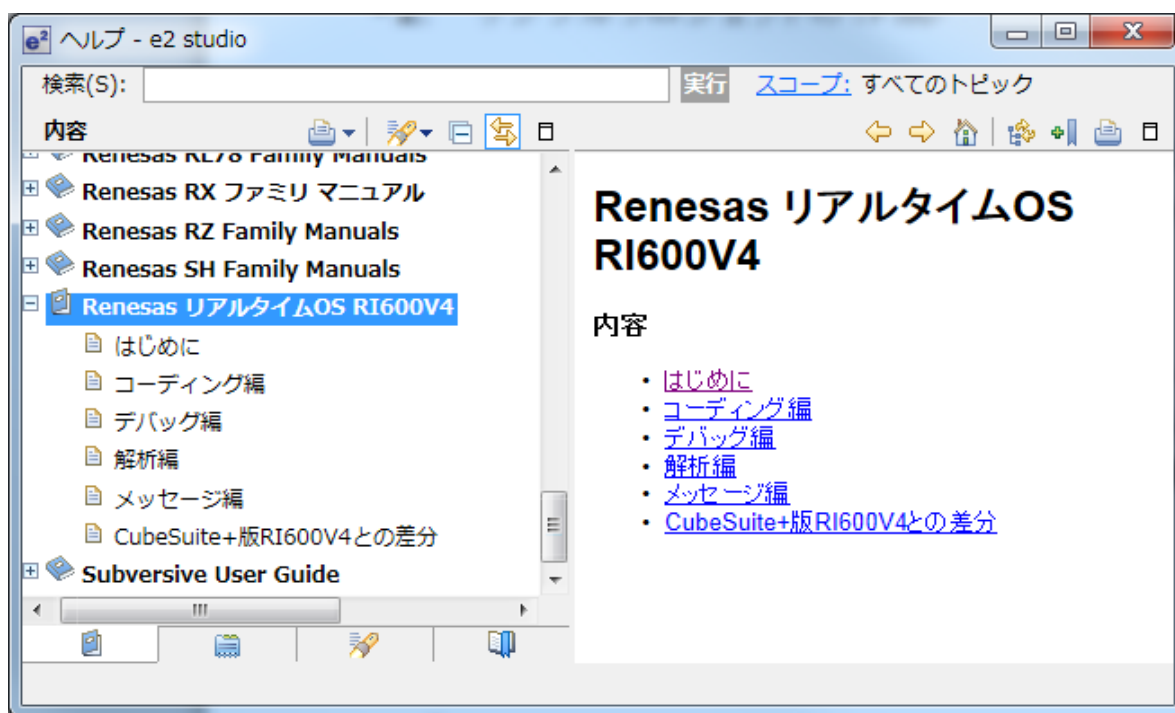 e² ヘルプ - e2 studio
検索(S): 実行 スコープ: すべてのトピック
内容
Renesas RL78 Family Manuals
Renesas RX ファミリ マニュアル
Renesas RZ Family Manuals
Renesas SH Family Manuals
Renesas リアルタイムOS RI600V4
はじめに
コーディング編
デバッグ編
解析編
メッセージ編
CubeSuite+版RI600V4との差分
Subversive User Guide
Renesas リアルタイムOS
RI600V4
内容
• はじめに
• コーディング編
• デバッグ編
• 解析編
• メッセージ編
• CubeSuite+版RI600V4との差分